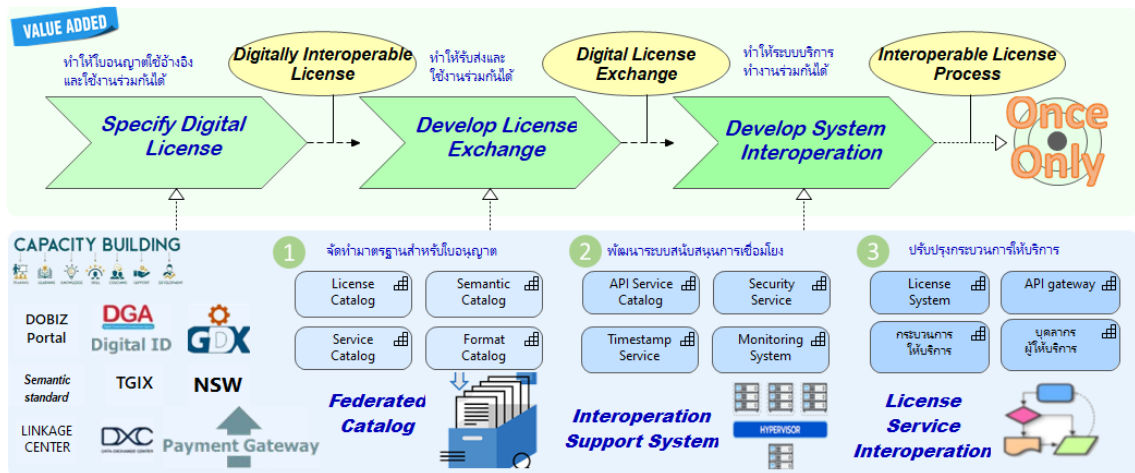 VALUE ADDED
ทำให้ใบอนุญาตใช้อ้างอิง
และใช้งานร่วมกันได้
Digitally Interoperable
License
ทำให้รับส่งและ
ใช้งานร่วมกันได้
Digital License
Exchange
ทำให้ระบบบริการ
ทำงานร่วมกันได้
Interoperable License
Process
Specify Digital
License
Develop License
Exchange
Develop System
Interoperation
Once
Only
CAPACITY BUILDING
DOBIZ
Portal
DGA
Digital ID
GDX
Semantic
standard
TGIX
NSW
LINKAGE
CENTER
DXC
DATA EXCHANGE CENTER
Payment Gateway
1
จัดทำมาตรฐานสำหรับใบอนุญาต
License
Catalog
Semantic
Catalog
Service
Catalog
Format
Catalog
Federated
Catalog
2
พัฒนาระบบสนับสนุนการเชื่อมโยง
API Service
Catalog
Security
Service
Timestamp
Service
Monitoring
System
Interoperation
Support System
HYPERVISOR
3
ปรับปรุงกระบวนการให้บริการ
License
System
API gateway
กระบวนการ
ให้บริการ
บุคลากร
ผู้ให้บริการ
License
Service
Interoperation